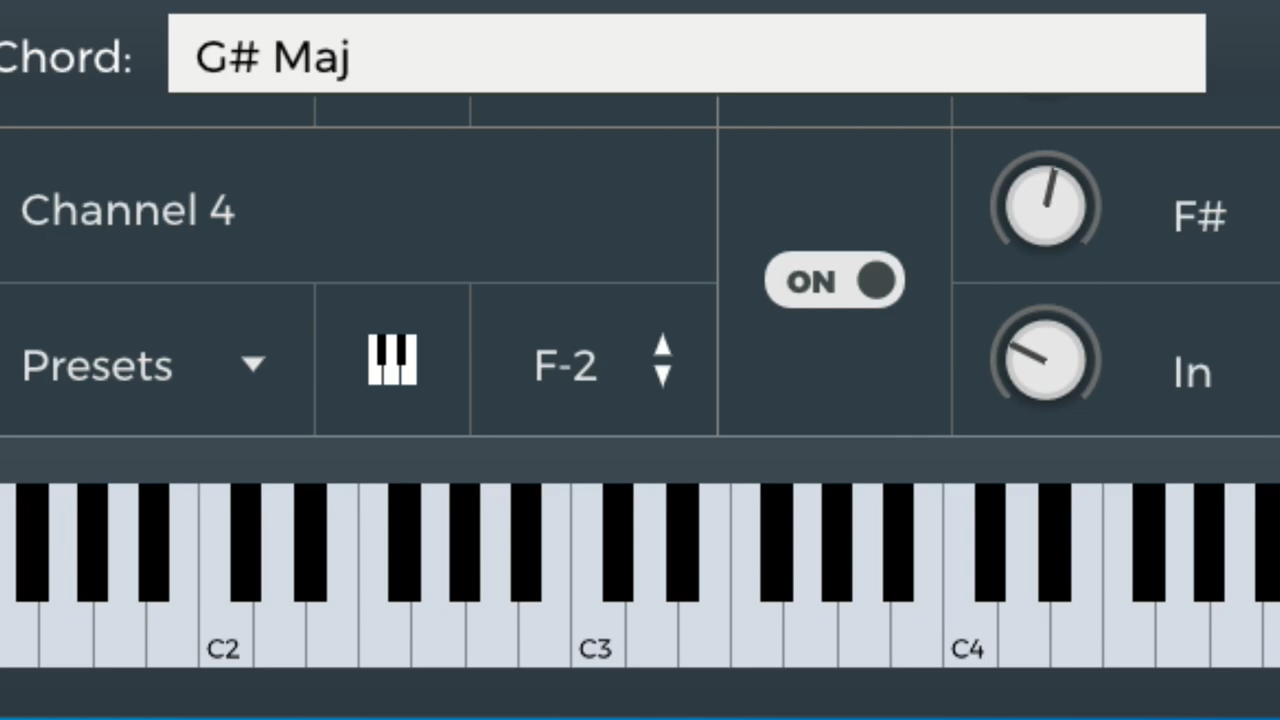 Chord: G# Maj
Channel 4
F#
ON
Presets F-2 In
C2 C3 C4